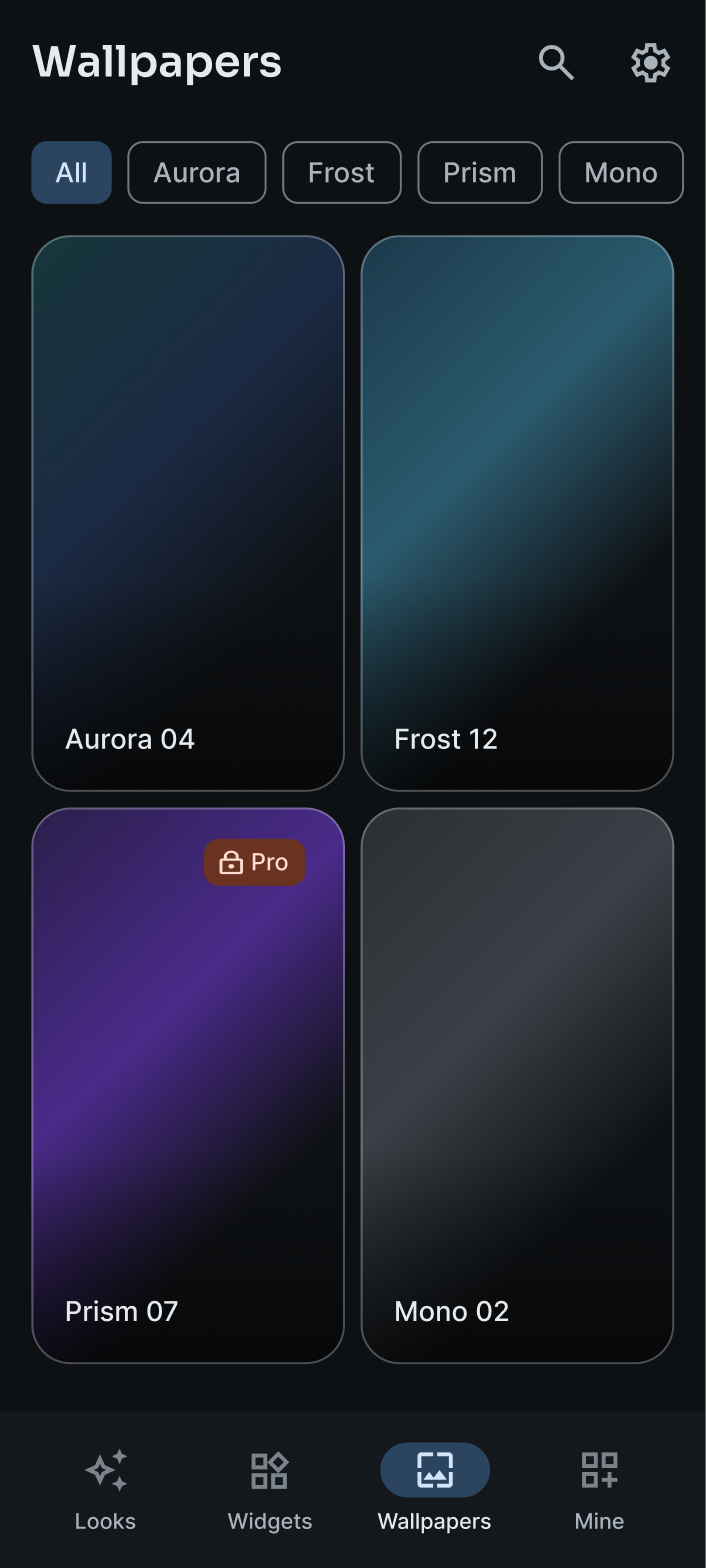 Wallpapers
All
Aurora
Frost
Prism
Mono
Aurora 04
Frost 12
Pro
Prism 07
Mono 02
Looks
Widgets
Wallpapers
Mine